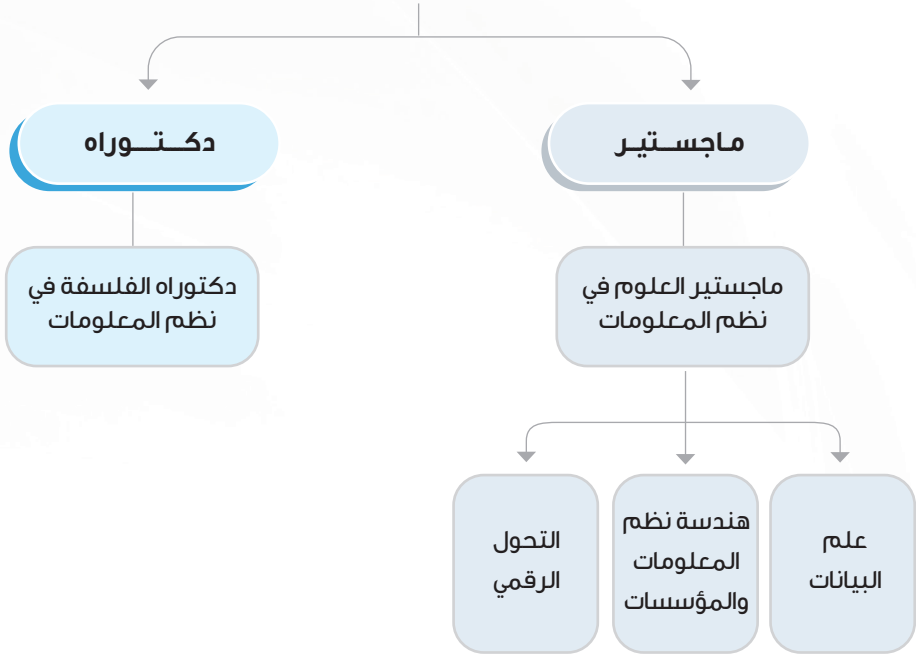 ماجستير
دكتوراه
ماجستير العلوم في
نظم المعلومات
دكتوراه الفلسفة في
نظم المعلومات
علم
البيانات
هندسة نظم
المعلومات
والمؤسسات
التحول
الرقمي